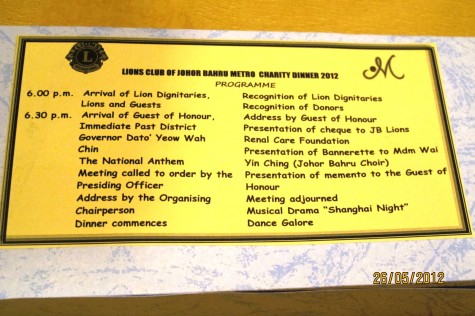 LIONS CLUB OF JOHOR BAHRU METRO CHARITY DINNER 2012
PROGRAMME
6.00 p.m. Arrival of Lion Dignitaries,
Lions and Guests
6.30 p.m. Arrival of Guest of Honour,
Immediate Past District
Governor Dato' Yeow Wah
Chin
The National Anthem
Meeting called to order by the
Presiding Officer
Address by the Organising
Chairperson
Dinner commences
Recognition of Lion Dignitaries
Recognition of Donors
Address by Guest of Honour
Presentation of cheque to JB Lions
Renal Care Foundation
Presentation of Bannerette to Mdm Wai
Yin Ching (Johor Bahru Choir)
Presentation of memento to the Guest of
Honour
Meeting adjourned
Musical Drama "Shanghai Night"
Dance Galore
L
M
26/05/2012